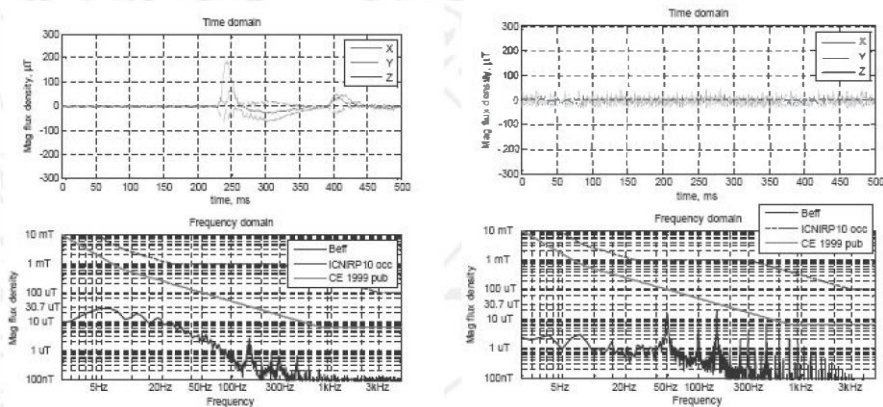 Time domain
300
200
100
0
-100
-200
-300
Mag flux density, µT
X
Y
Z
0 50 100 150 200 250 300 350 400 450 500
time, ms
Frequency domain
10 mT
1 mT
100 uT
30.7 uT
10 uT
1 uT
100nT
Mag flux density
Beff
ICNIRP10 occ
CE 1999 pub
5Hz 20Hz 50Hz 100Hz 300Hz 1kHz 3kHz
Frequency
Time domain
300
200
100
0
-100
-200
-300
Mag flux density, µT
X
Y
Z
0 50 100 150 200 250 300 350 400 450 500
time, ms
Frequency domain
10 mT
1 mT
100 uT
30.7 uT
10 uT
1 uT
100nT
Mag flux density
Beff
ICNIRP10 occ
CE 1999 pub
5Hz 20Hz 50Hz 100Hz 300Hz 1kHz 3kHz
Frequency